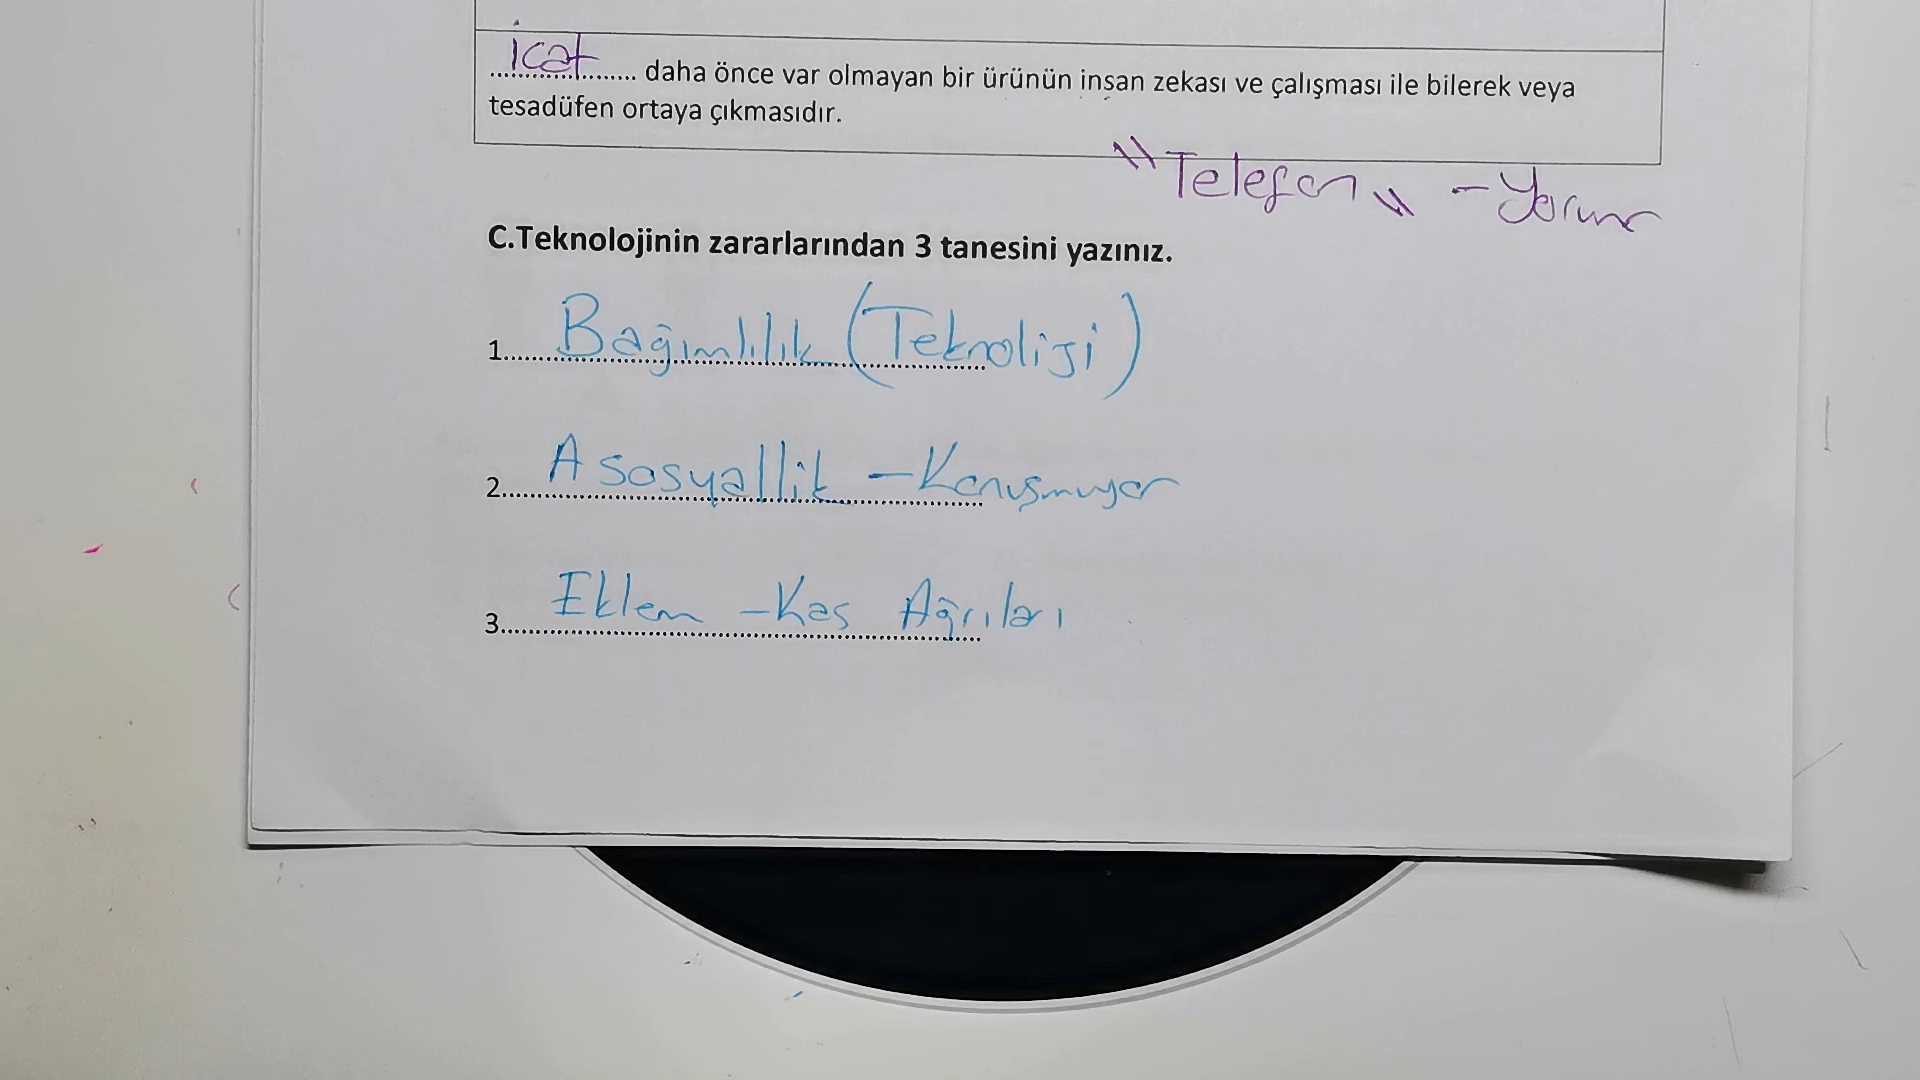 icat daha önce var olmayan bir ürünün insan zekası ve çalışması ile bilerek veya
tesadüfen ortaya çıkmasıdır.
"Telefon" - Yorum
C.Teknolojinin zararlarından 3 tanesini yazınız.
1. Bağımlılık (Teknoliji)
2. Asosyallik - Konuşmuyor
3. Eklem - Kas Ağrıları